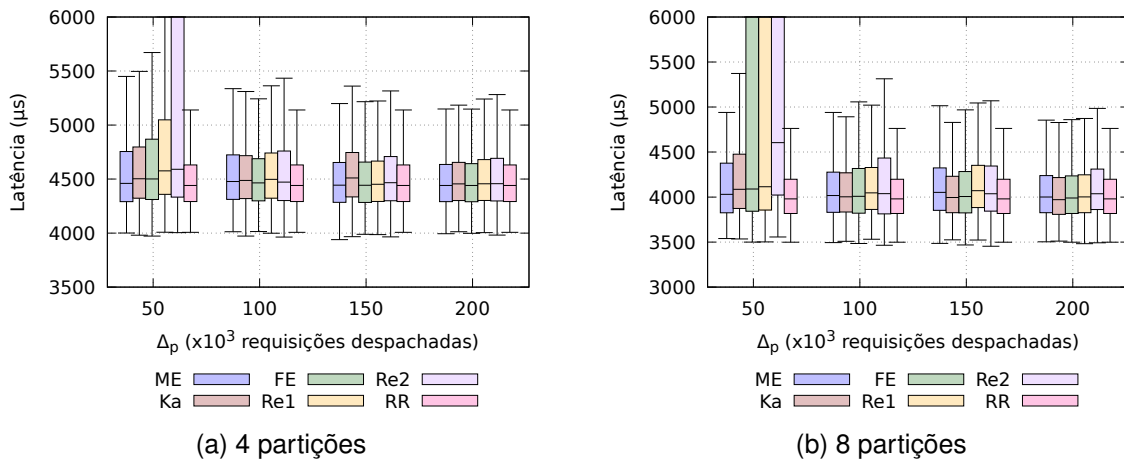 6000
5500
5000
4500
4000
3500
Latência (µs)
50 100 150 200
Δp (x10³ requisições despachadas)
ME FE Re2
Ka Re1 RR
(a) 4 partições
6000
5500
5000
4500
4000
3500
3000
Latência (µs)
50 100 150 200
Δp (x10³ requisições despachadas)
ME FE Re2
Ka Re1 RR
(b) 8 partições